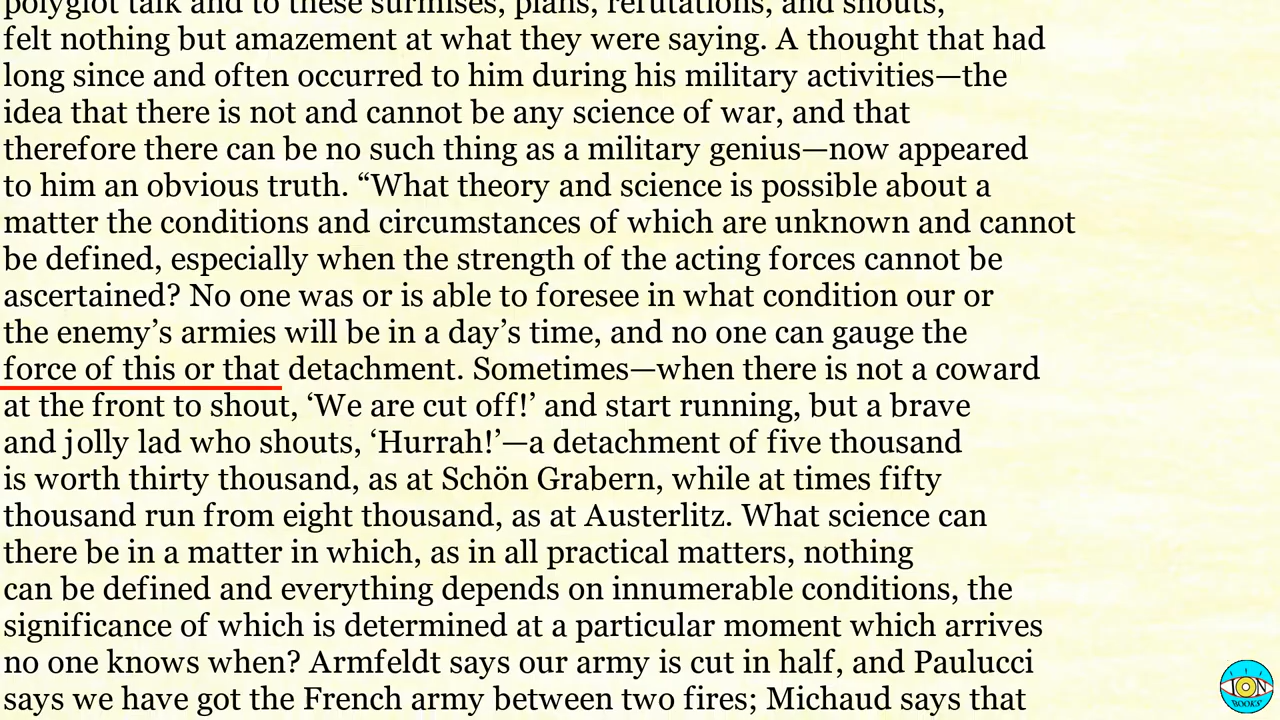 polyglot talk and to these surmises, plans, refutations, and shouts,
felt nothing but amazement at what they were saying. A thought that had
long since and often occurred to him during his military activities—the
idea that there is not and cannot be any science of war, and that
therefore there can be no such thing as a military genius—now appeared
to him an obvious truth. “What theory and science is possible about a
matter the conditions and circumstances of which are unknown and cannot
be defined, especially when the strength of the acting forces cannot be
ascertained? No one was or is able to foresee in what condition our or
the enemy’s armies will be in a day’s time, and no one can gauge the
force of this or that detachment. Sometimes—when there is not a coward
at the front to shout, ‘We are cut off!’ and start running, but a brave
and jolly lad who shouts, ‘Hurrah!’—a detachment of five thousand
is worth thirty thousand, as at Schön Grabern, while at times fifty
thousand run from eight thousand, as at Austerlitz. What science can
there be in a matter in which, as in all practical matters, nothing
can be defined and everything depends on innumerable conditions, the
significance of which is determined at a particular moment which arrives
no one knows when? Armfeldt says our army is cut in half, and Paulucci
says we have got the French army between two fires; Michaud says that
ION
BOOKS